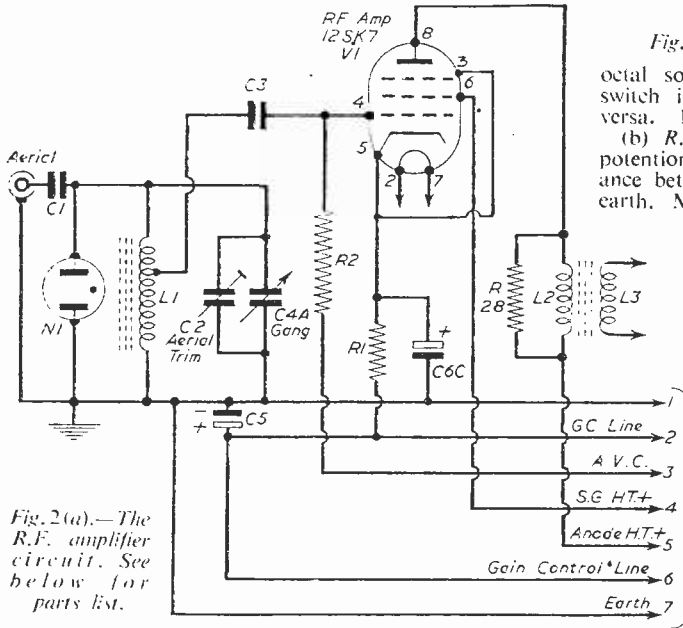 RF Amp
12SK7
V1
8
3
6
4
5
2
7
C3
Aerial
C1
N1
L1
C2
Aerial
Trim
C4A
Gang
R2
R1
+
C6C
R
28
L2
L3
- C5
+
1
GC Line 2
A.V.C. 3
S.G H.T.+ 4
Anode H.T.+ 5
Gain Control Line 6
Earth 7
Fig. 2(a).—The
R.F. amplifier
circuit. See
below for
parts list.
Fig.
octal so
switch i
versa.
(b) R.
potention
ance bet
earth.